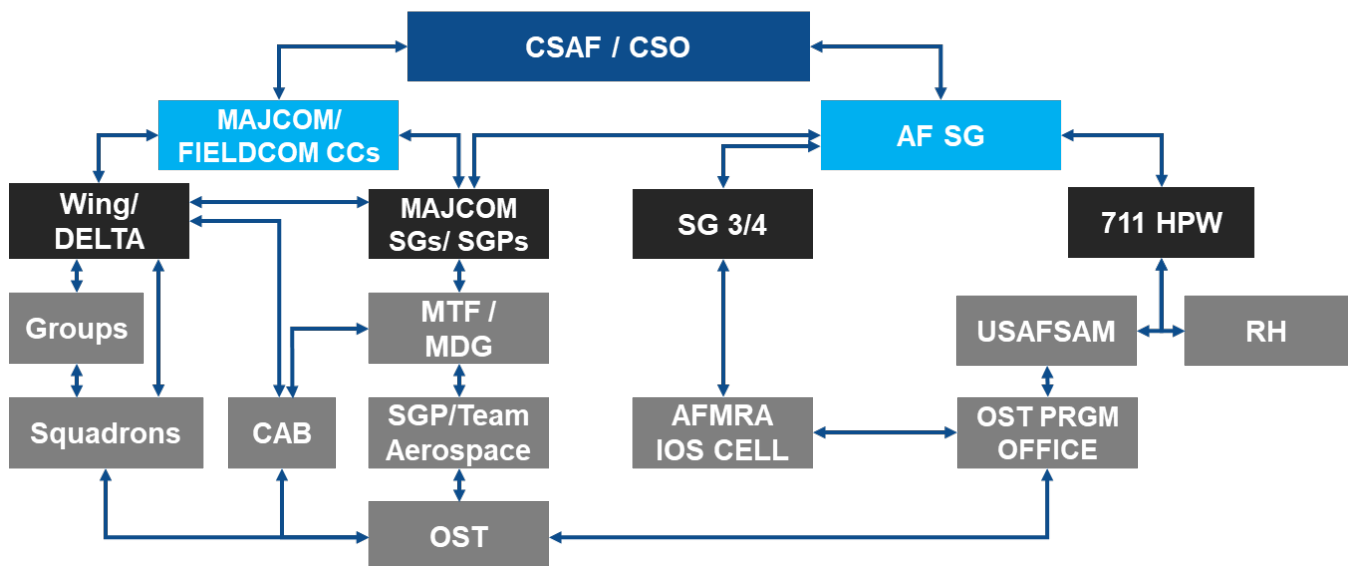 CSAF / CSO
MAJCOM/
FIELDCOM CCs
AF SG
Wing/
DELTA
MAJCOM
SGs/ SGPs
SG 3/4
711 HPW
Groups
MTF /
MDG
USAFSAM
RH
Squadrons
CAB
SGP/Team
Aerospace
AFMRA
IOS CELL
OST PRGM
OFFICE
OST